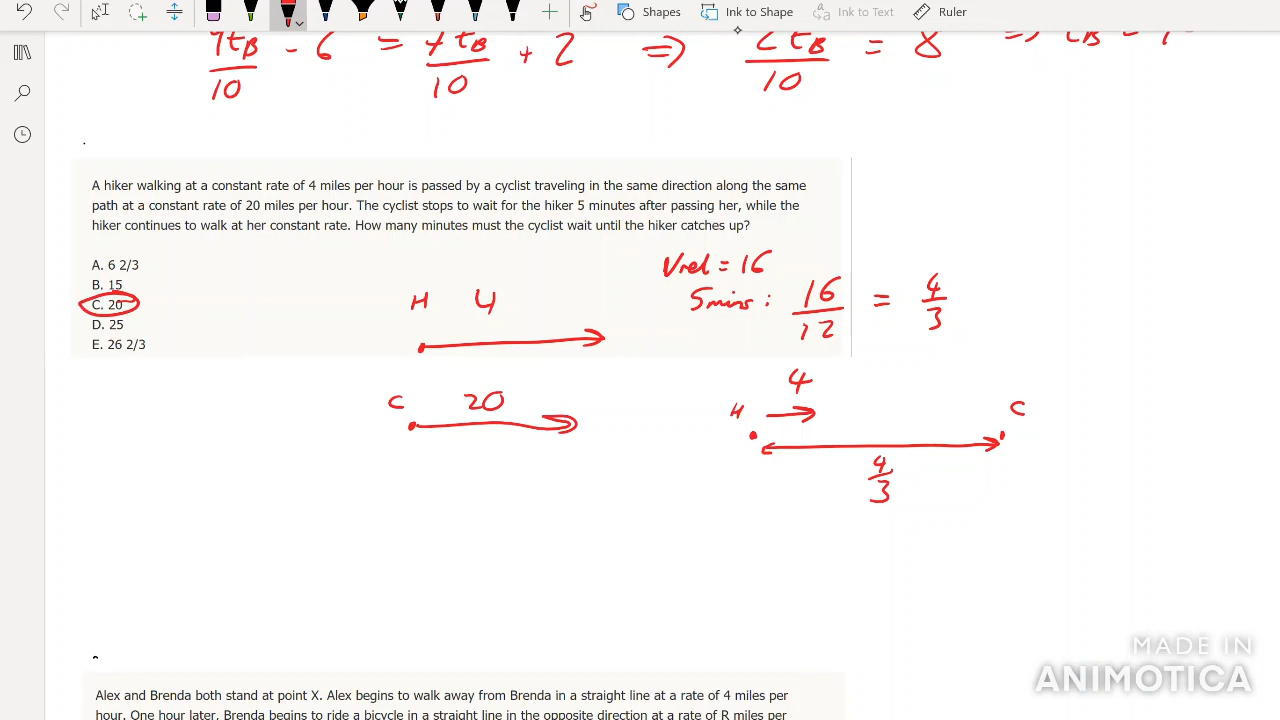 Shapes Ink to Shape Ink to Text Ruler
- 6 = + 2 ⇒ = 8
10 10 10
A hiker walking at a constant rate of 4 miles per hour is passed by a cyclist traveling in the same direction along the same
path at a constant rate of 20 miles per hour. The cyclist stops to wait for the hiker 5 minutes after passing her, while the
hiker continues to walk at her constant rate. How many minutes must the cyclist wait until the hiker catches up?
A. 6 2/3
B. 15
C. 20
D. 25
E. 26 2/3
Vrel = 16
5mins : 16/12 = 4/3
H 4
C 20
4
H C
4/3
Alex and Brenda both stand at point X. Alex begins to walk away from Brenda in a straight line at a rate of 4 miles per
hour. One hour later, Brenda begins to ride a bicycle in a straight line in the opposite direction at a rate of R miles per
MADE IN
ANIMOTICA